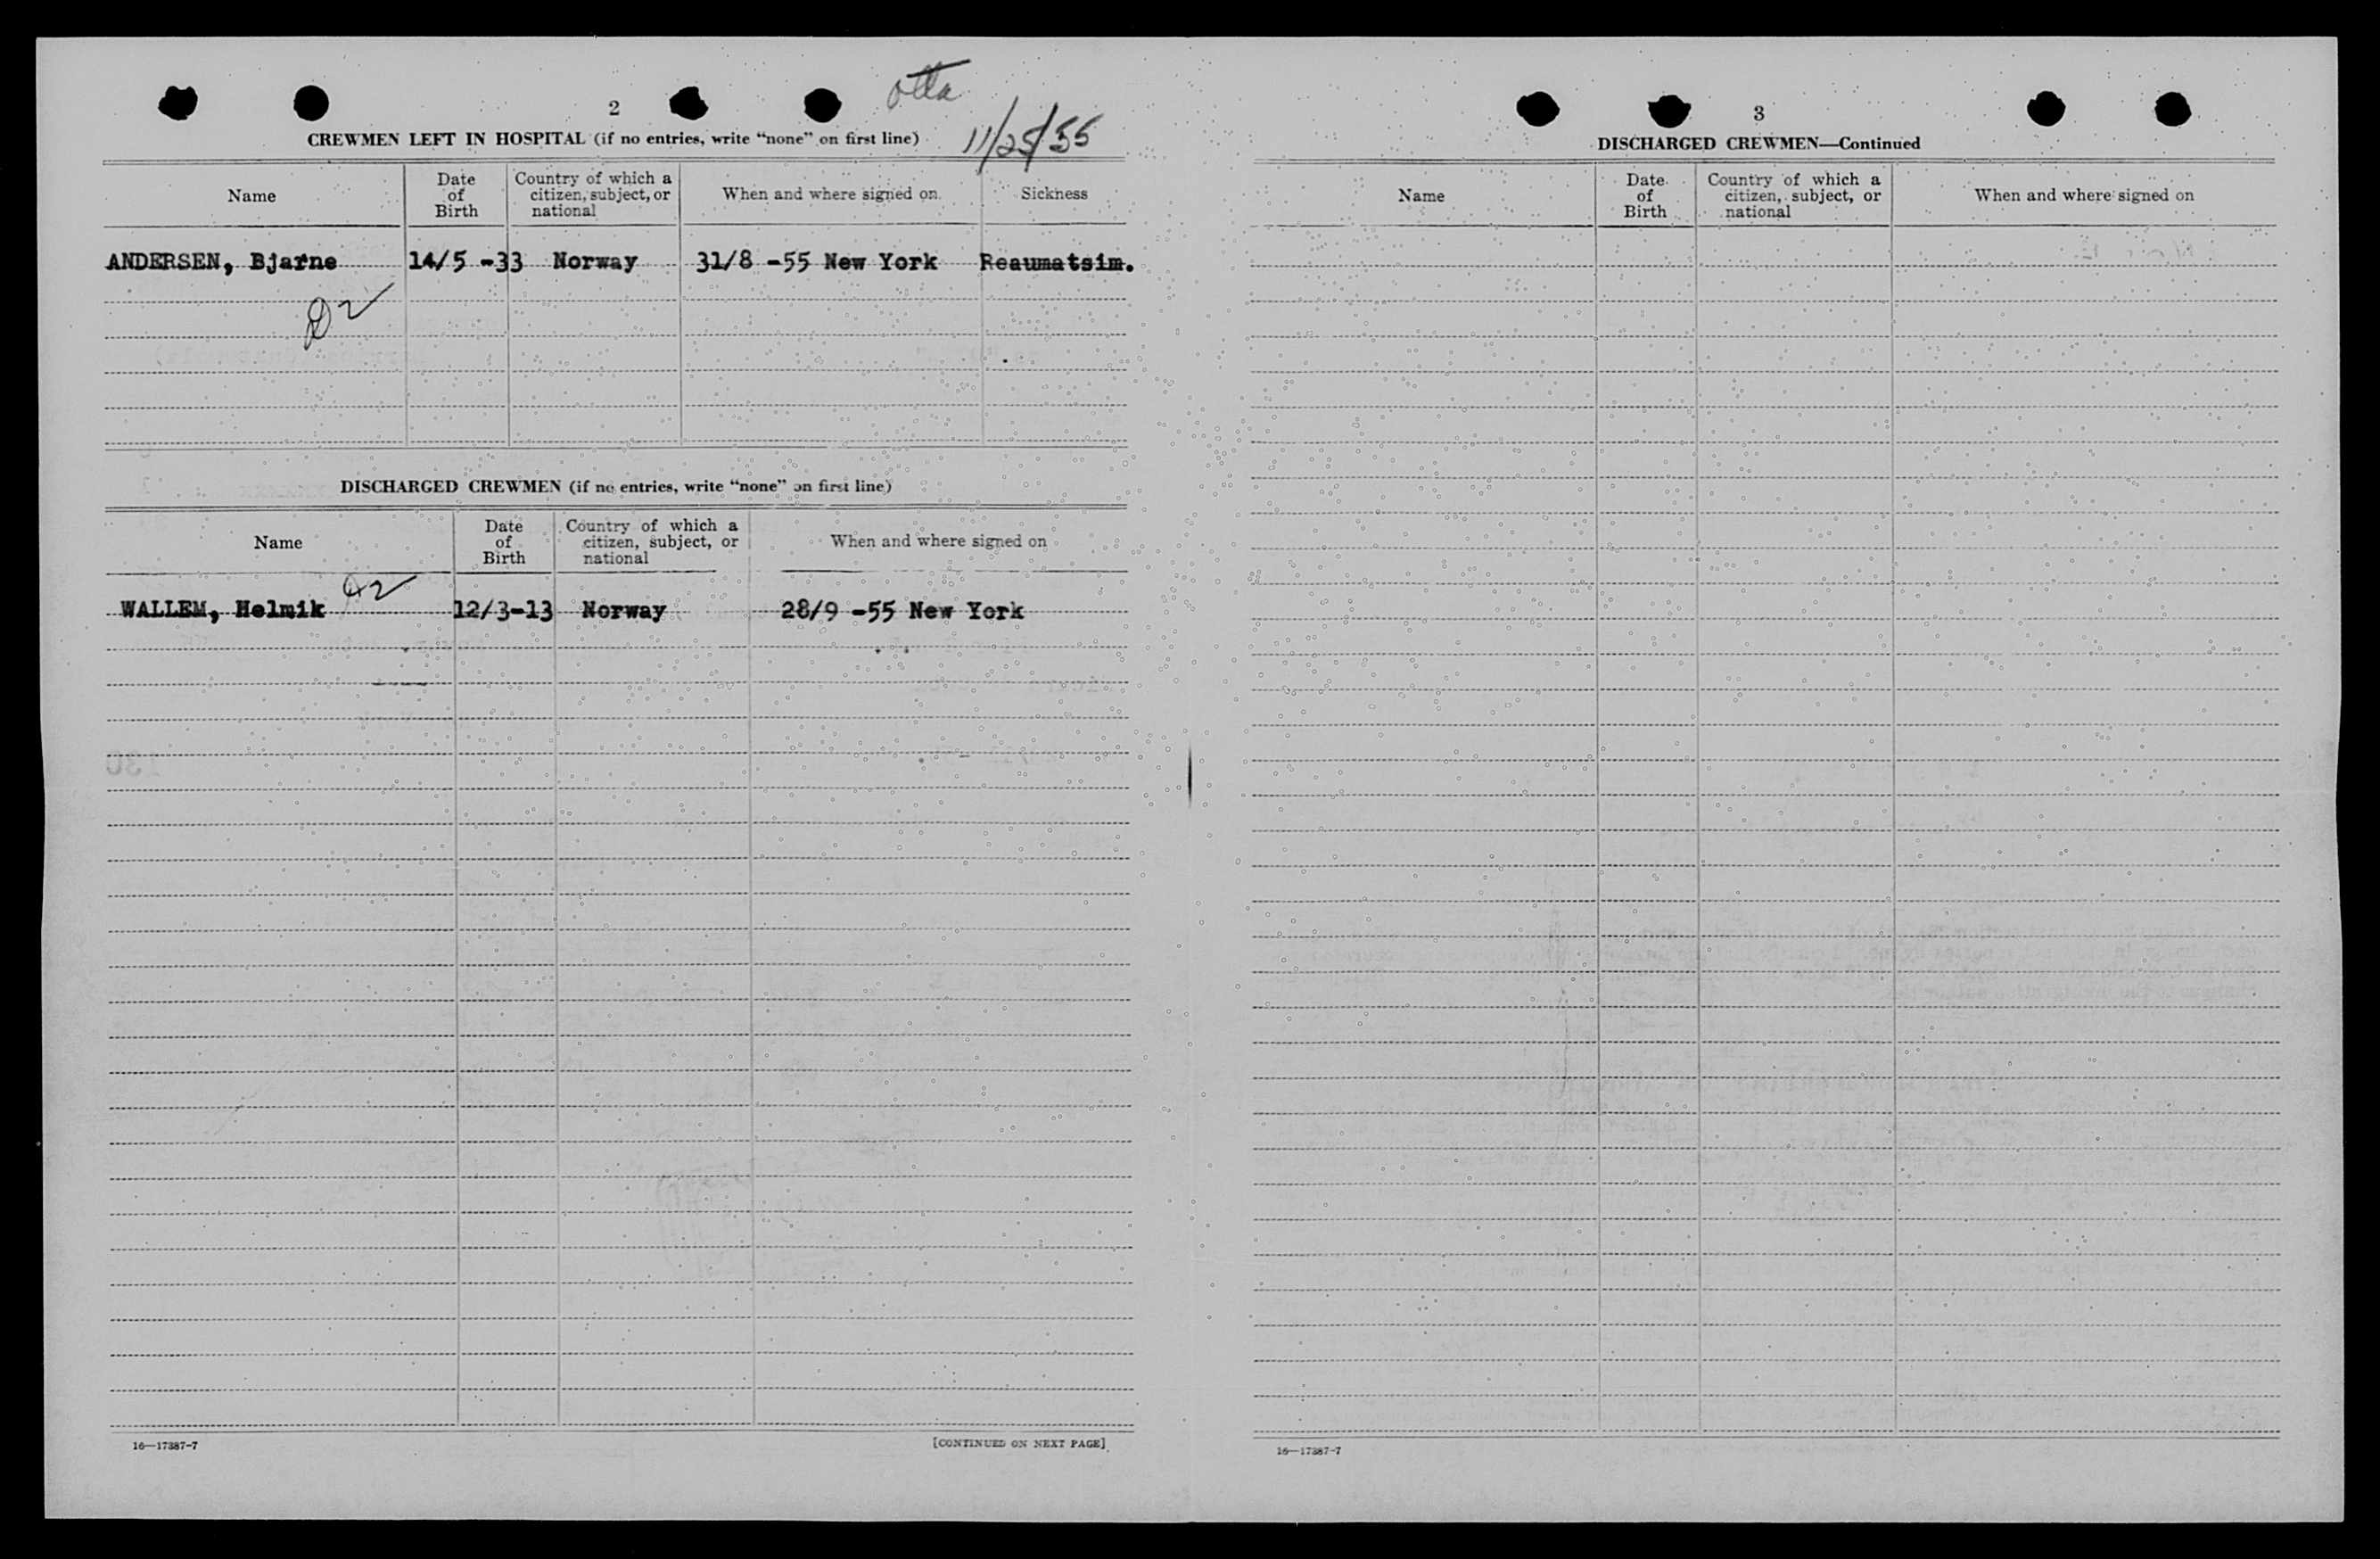 Otta
11/25/55
2
CREWMEN LEFT IN HOSPITAL (if no entries, write “none” on first line)
Name
Date of Birth
Country of which a citizen, subject, or national
When and where signed on
Sickness
ANDERSEN, Bjarne 14/5 -33 Norway 31/8 -55 New York Reaumatsim.
DISCHARGED CREWMEN (if no entries, write “none” on first line)
Name
Date of Birth
Country of which a citizen, subject, or national
When and where signed on
WALLEM, Helmik 12/3-13 Norway 28/9 -55 New York
16—17387-7
[CONTINUED ON NEXT PAGE]
3
DISCHARGED CREWMEN—Continued
Name
Date of Birth
Country of which a citizen, subject, or national
When and where signed on
16—17387-7